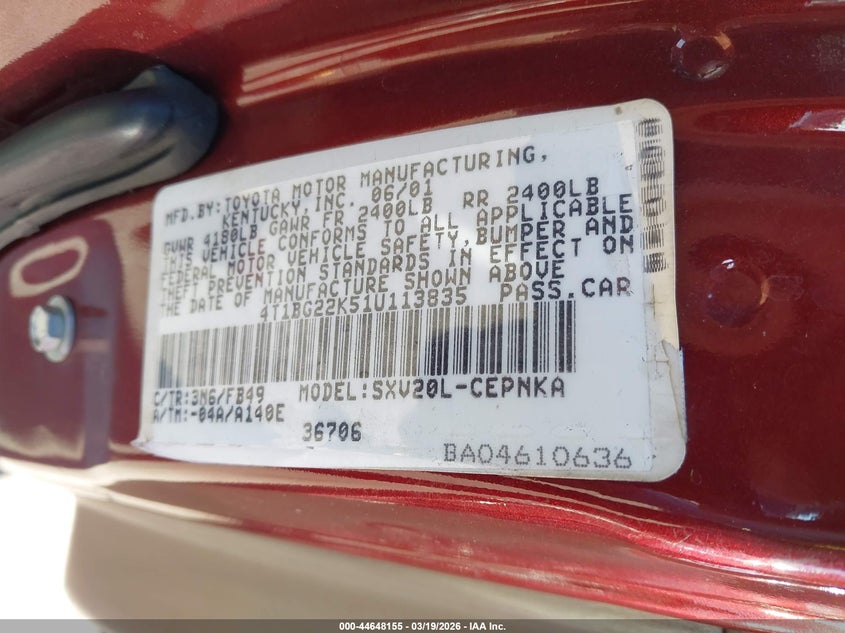 MFD.BY:TOYOTA MOTOR MANUFACTURING,
KENTUCKY,INC. 06/01
GVWR 4180LB GAWR FR 2400LB RR 2400LB
THIS VEHICLE CONFORMS TO ALL APPLICABLE
FEDERAL MOTOR VEHICLE SAFETY,BUMPER AND
THEFT PREVENTION STANDARDS IN EFFECT ON
THE DATE OF MANUFACTURE SHOWN ABOVE
4T1BG22K51U113835 PASS.CAR
C/TR:3N6/FB49 MODEL:SXV20L-CEPNKA
A/TM:-04A/A140E
36706
BA04610636
000-44648155 - 03/19/2026 - IAA Inc.